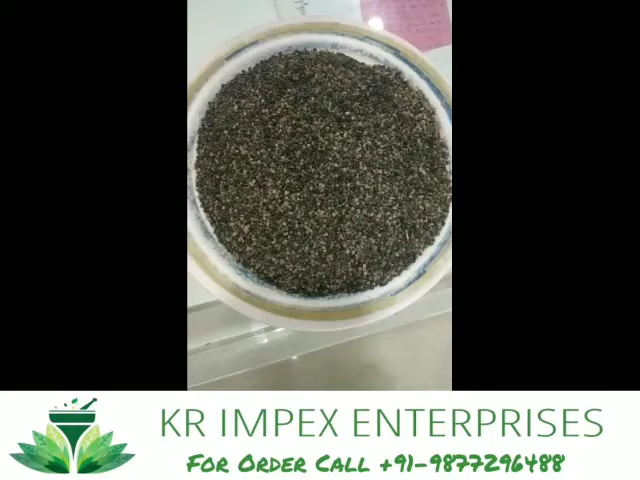 KR IMPEX ENTERPRISES
For Order Call +91-9877296488